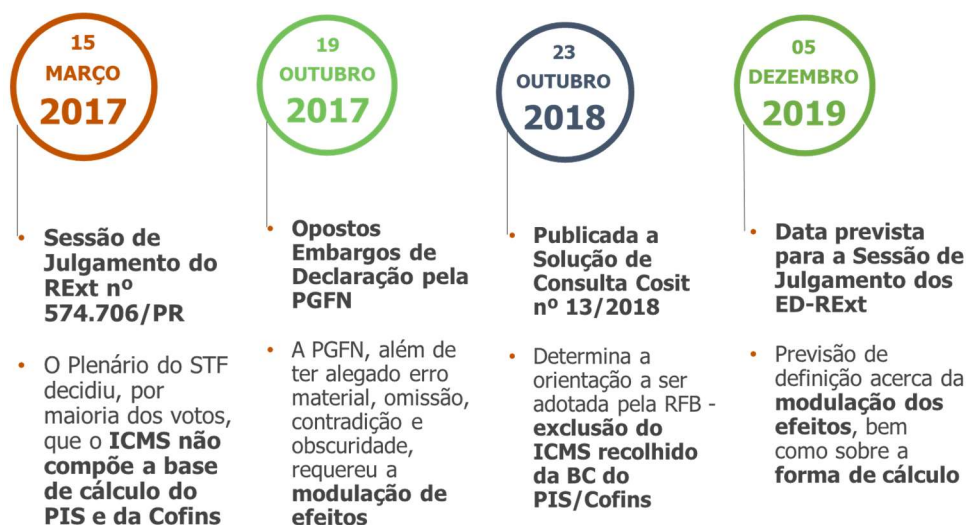 15
MARÇO
2017
• Sessão de
Julgamento do
RExt nº
574.706/PR
• O Plenário do STF
decidiu, por
maioria dos votos,
que o ICMS não
compõe a base
de cálculo do
PIS e da Cofins
19
OUTUBRO
2017
• Opostos
Embargos de
Declaração pela
PGFN
• A PGFN, além de
ter alegado erro
material, omissão,
contradição e
obscuridade,
requereu a
modulação de
efeitos
23
OUTUBRO
2018
• Publicada a
Solução de
Consulta Cosit
nº 13/2018
• Determina a
orientação a ser
adotada pela RFB -
exclusão do
ICMS recolhido
da BC do
PIS/Cofins
05
DEZEMBRO
2019
• Data prevista
para a Sessão de
Julgamento dos
ED-RExt
• Previsão de
definição acerca da
modulação dos
efeitos, bem
como sobre a
forma de cálculo